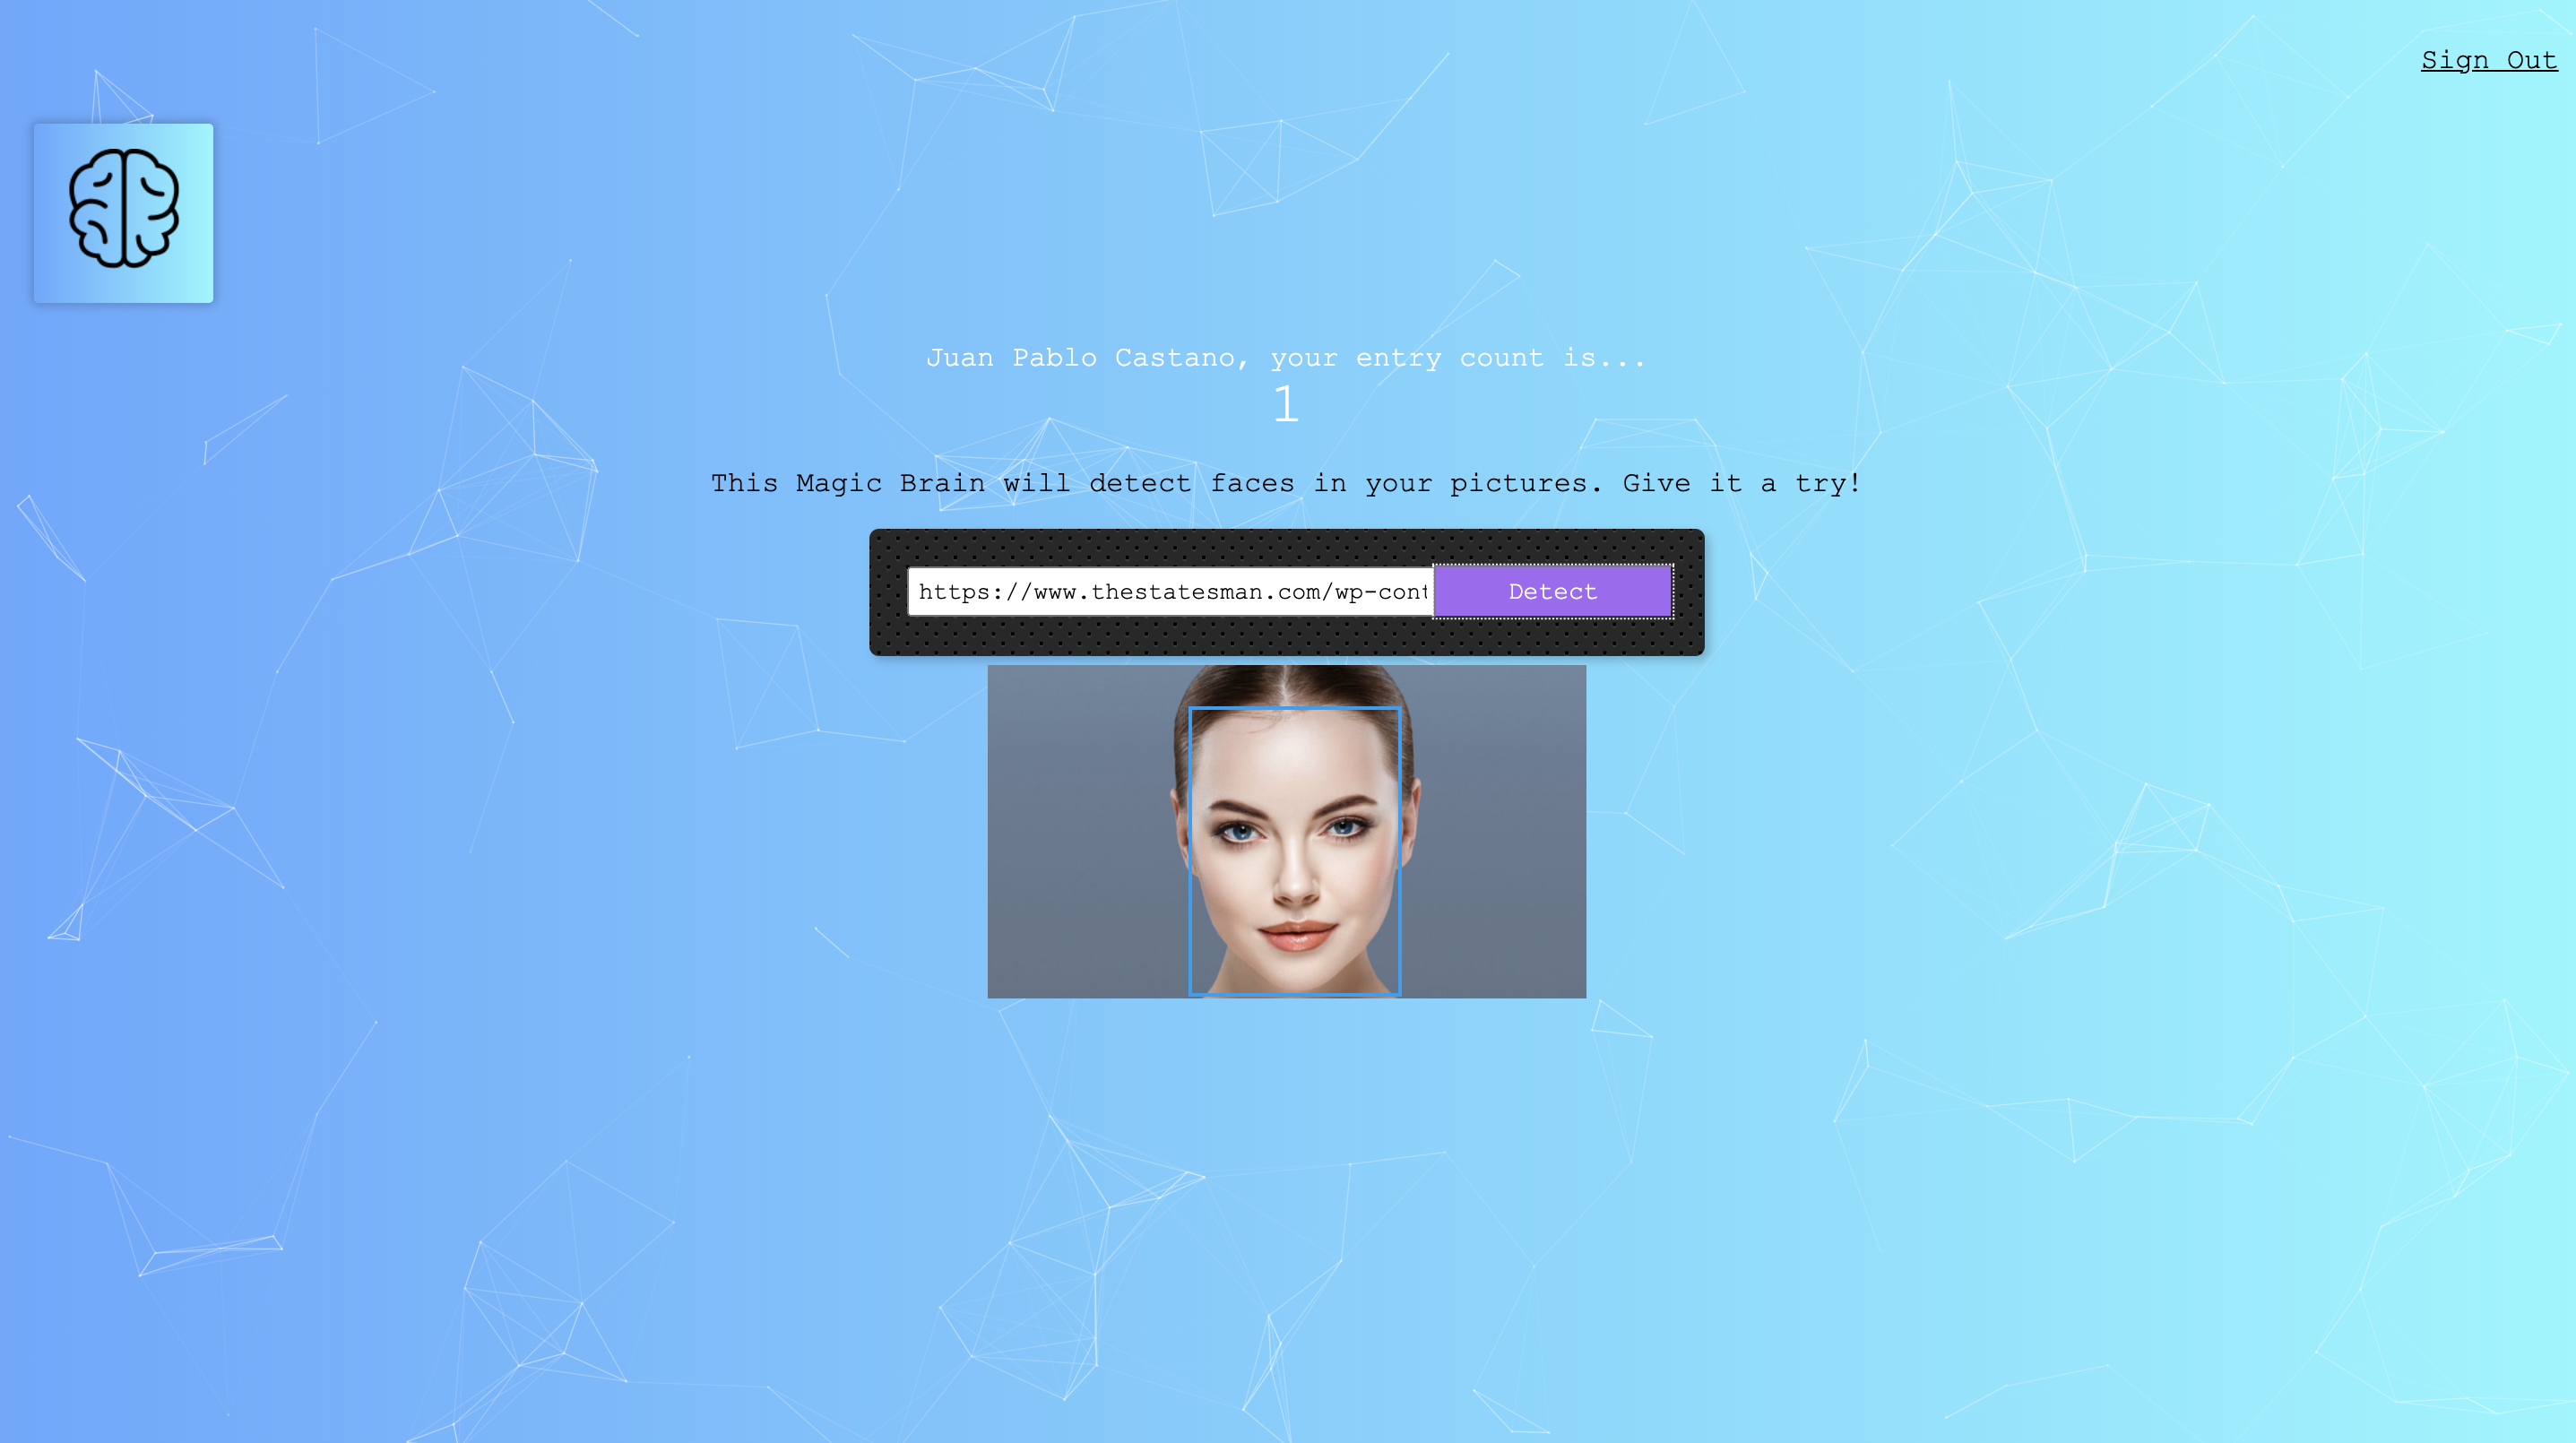 Sign Out
Juan Pablo Castano, your entry count is...
1
This Magic Brain will detect faces in your pictures. Give it a try!
https://www.thestatesman.com/wp-cont
Detect